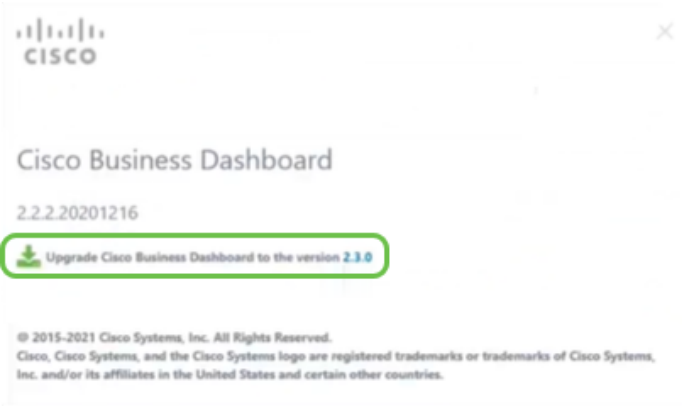 CISCO
Cisco Business Dashboard
2.2.2.20201216
Upgrade Cisco Business Dashboard to the version 2.3.0
© 2015-2021 Cisco Systems, Inc. All Rights Reserved.
Cisco, Cisco Systems, and the Cisco Systems logo are registered trademarks or trademarks of Cisco Systems,
Inc. and/or its affiliates in the United States and certain other countries.